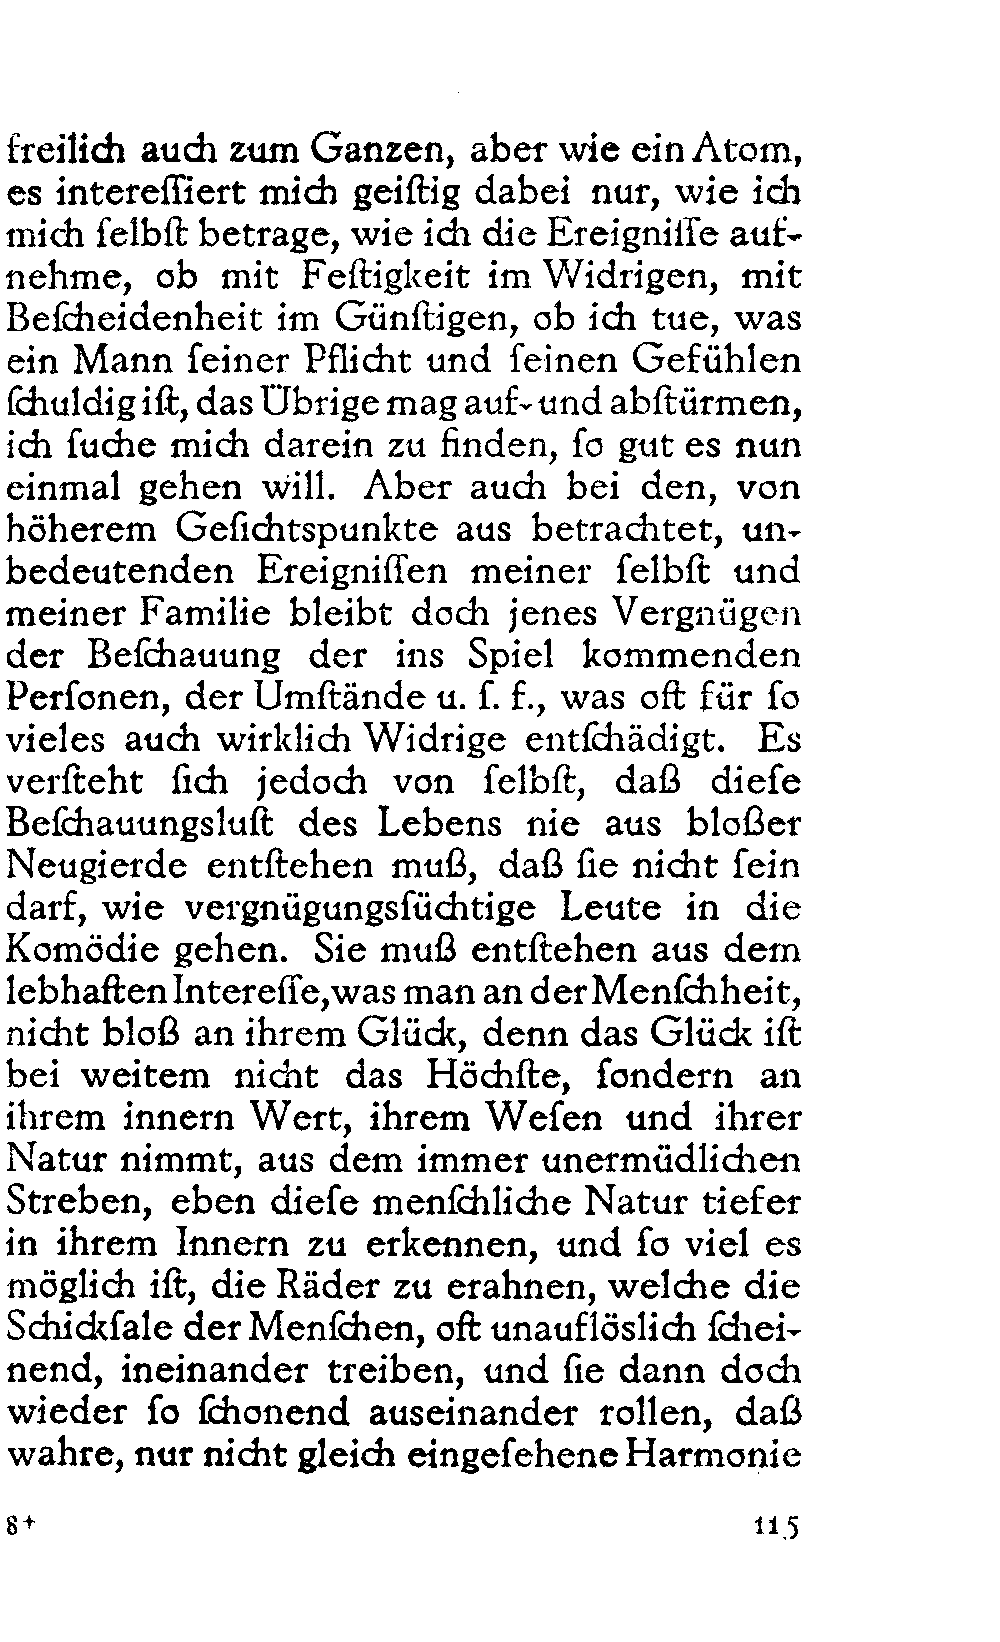 freilich auch zum Ganzen, aber wie ein Atom,
es intereſſiert mich geiſtig dabei nur, wie ich
mich ſelbſt betrage, wie ich die Ereigniſſe auf-
nehme, ob mit Feſtigkeit im Widrigen, mit
Beſcheidenheit im Günſtigen, ob ich tue, was
ein Mann ſeiner Pflicht und ſeinen Gefühlen
ſchuldig iſt, das Übrige mag auf- und abſtürmen,
ich ſuche mich darein zu finden, ſo gut es nun
einmal gehen will. Aber auch bei den, von
höherem Geſichtspunkte aus betrachtet, un-
bedeutenden Ereigniſſen meiner ſelbſt und
meiner Familie bleibt doch jenes Vergnügen
der Beſchauung der ins Spiel kommenden
Perſonen, der Umſtände u. ſ. f., was oft für ſo
vieles auch wirklich Widrige entſchädigt. Es
verſteht ſich jedoch von ſelbſt, daß dieſe
Beſchauungsluſt des Lebens nie aus bloßer
Neugierde entſtehen muß, daß ſie nicht ſein
darf, wie vergnügungsſüchtige Leute in die
Komödie gehen. Sie muß entſtehen aus dem
lebhaften Intereſſe, was man an der Menſchheit,
nicht bloß an ihrem Glück, denn das Glück iſt
bei weitem nicht das Höchſte, ſondern an
ihrem innern Wert, ihrem Weſen und ihrer
Natur nimmt, aus dem immer unermüdlichen
Streben, eben dieſe menſchliche Natur tiefer
in ihrem Innern zu erkennen, und ſo viel es
möglich iſt, die Räder zu erahnen, welche die
Schickſale der Menſchen, oft unauflöslich ſchei-
nend, ineinander treiben, und ſie dann doch
wieder ſo ſchonend auseinander rollen, daß
wahre, nur nicht gleich eingeſehene Harmonie
8+ 115